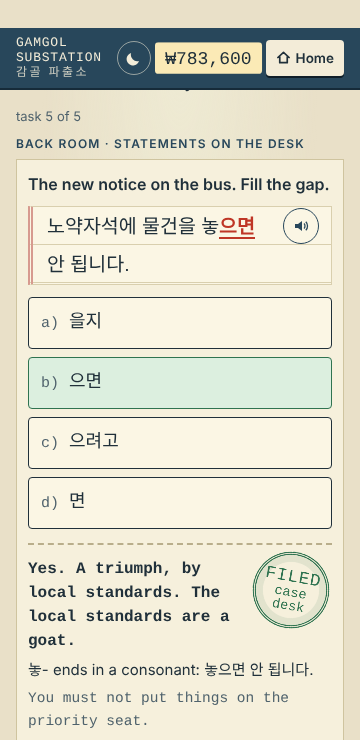 GAMGOL
SUBSTATION
감골 파출소
₩783,600
Home
task 5 of 5
BACK ROOM · STATEMENTS ON THE DESK
The new notice on the bus. Fill the gap.
노약자석에 물건을 놓으면
안 됩니다.
a) 을지
b) 으면
c) 으려고
d) 면
Yes. A triumph, by
local standards. The
local standards are a
goat.
FILED
case
desk
놓- ends in a consonant: 놓으면 안 됩니다.
You must not put things on the
priority seat.